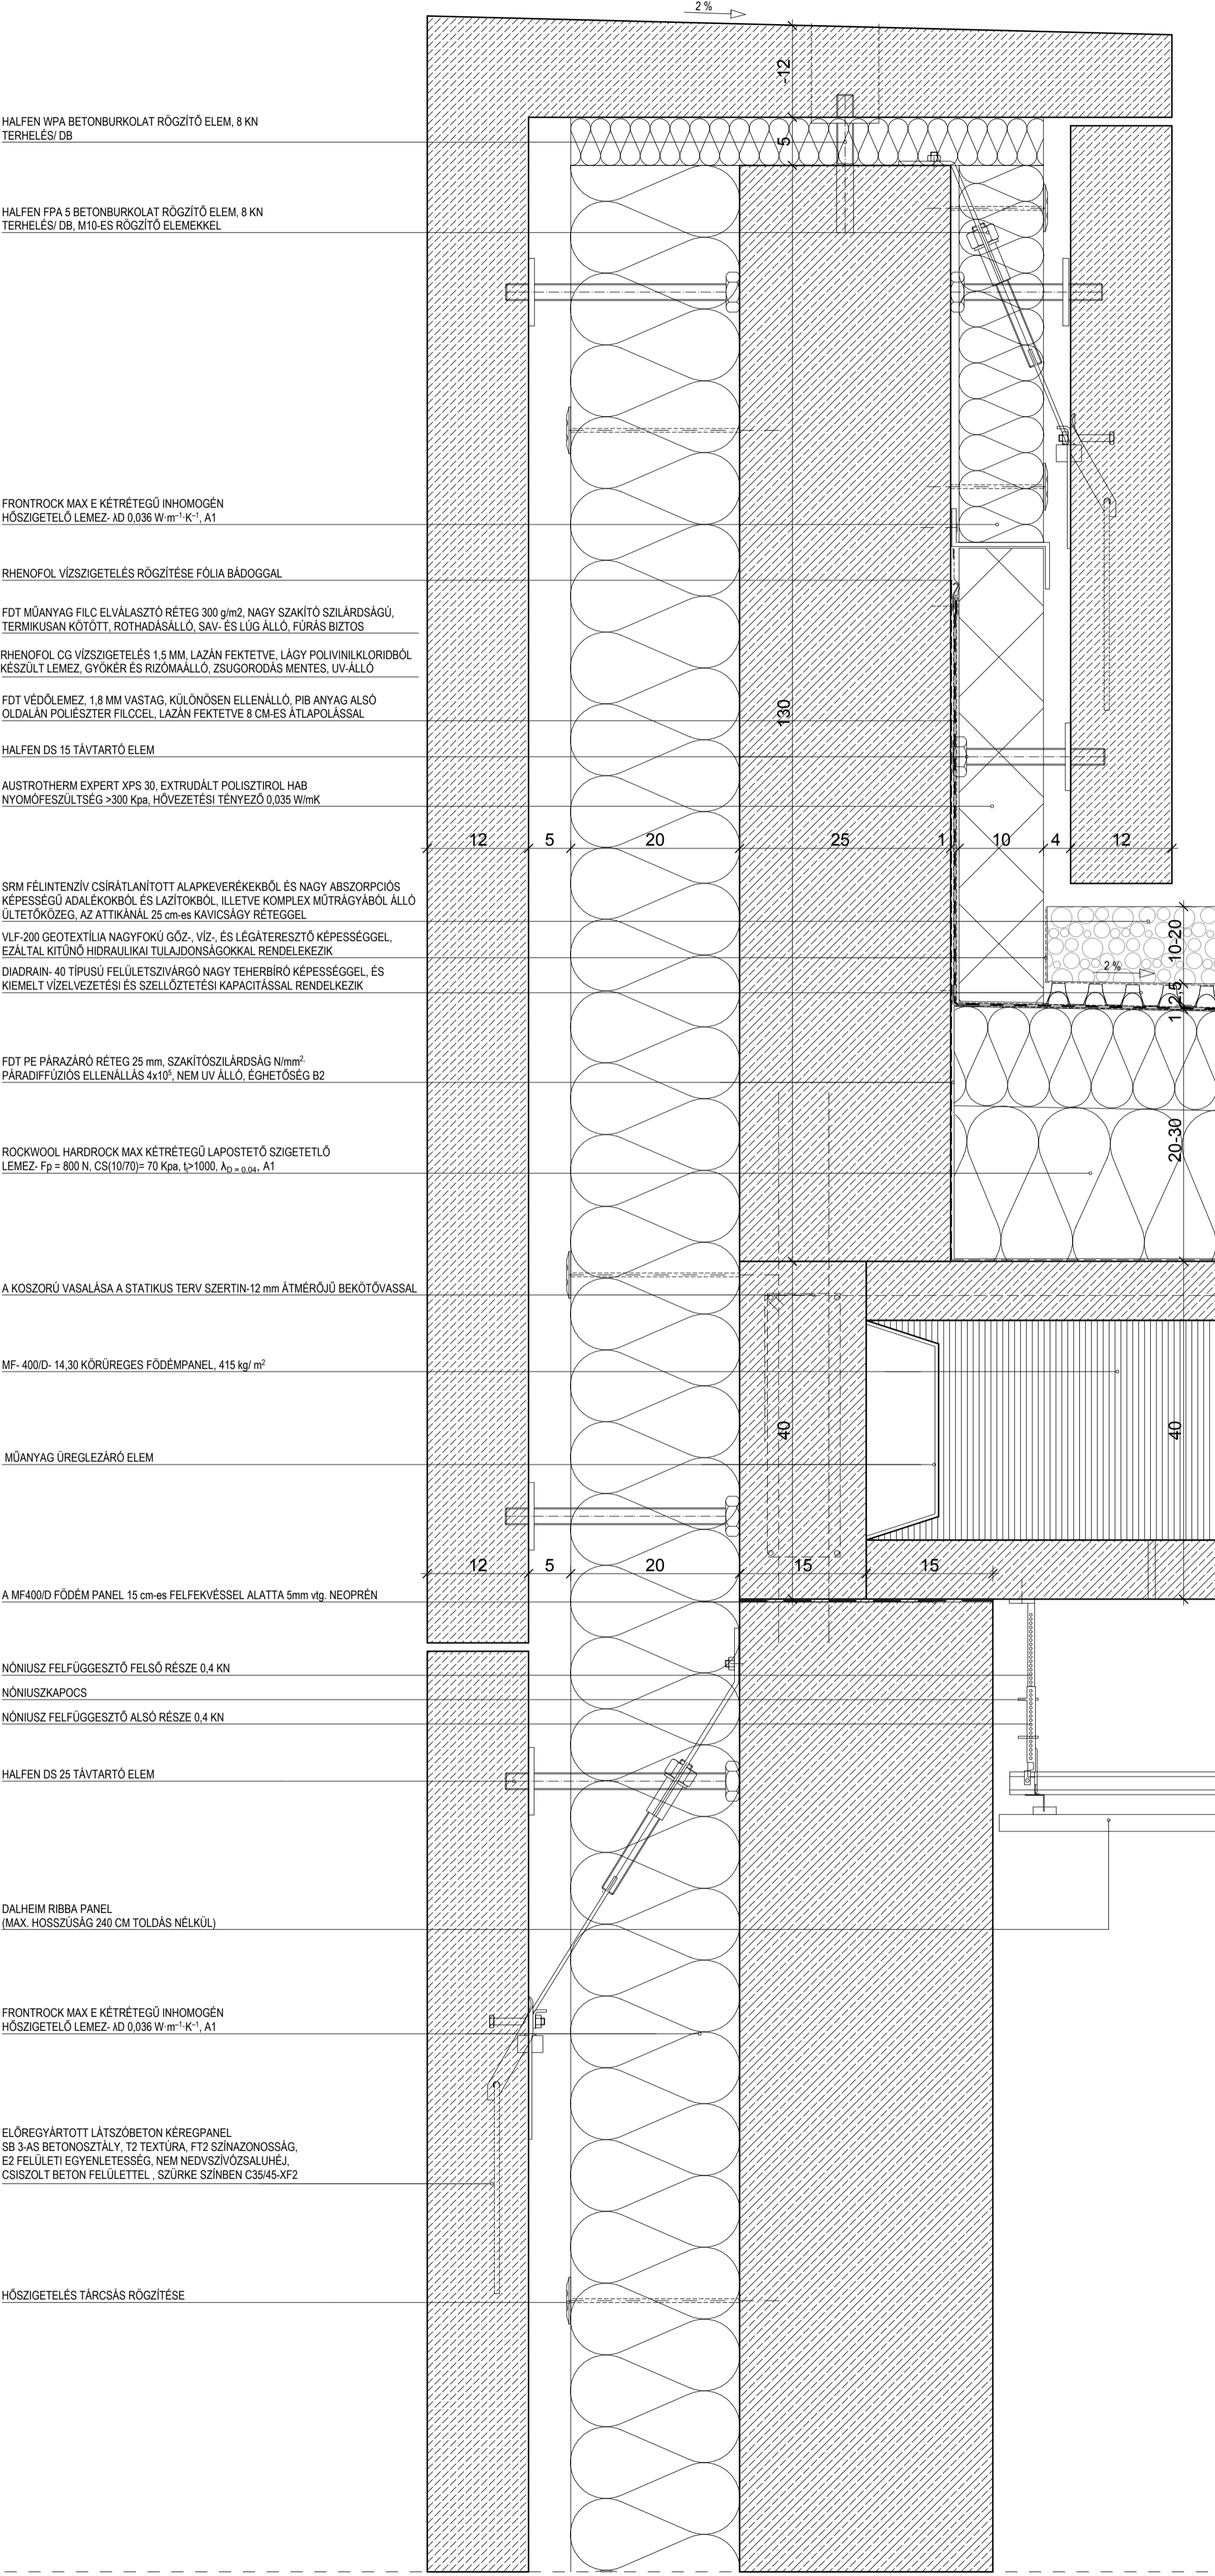 2 %
-12
HALFEN WPA BETONBURKOLAT RÖGZÍTŐ ELEM, 8 KN
TERHELÉS/ DB
5
HALFEN FPA 5 BETONBURKOLAT RÖGZÍTŐ ELEM, 8 KN
TERHELÉS/ DB, M10-ES RÖGZÍTŐ ELEMEKKEL
FRONTROCK MAX E KÉTRÉTEGŰ INHOMOGÉN
HŐSZIGETELŐ LEMEZ- λD 0,036 W·m⁻¹·K⁻¹, A1
RHENOFOL VÍZSZIGETELÉS RÖGZÍTÉSE FÓLIA BÁDOGGAL
FDT MŰANYAG FILC ELVÁLASZTÓ RÉTEG 300 g/m2, NAGY SZAKÍTÓ SZILÁRDSÁGÚ,
TERMIKUSAN KÖTÖTT, ROTHADÁSÁLLÓ, SAV- ÉS LÚG ÁLLÓ, FÚRÁS BIZTOS
RHENOFOL CG VÍZSZIGETELÉS 1,5 MM, LAZÁN FEKTETVE, LÁGY POLIVINILKLORIDBÓL
KÉSZÜLT LEMEZ, GYÖKÉR ÉS RIZÓMAÁLLÓ, ZSUGORODÁS MENTES, UV-ÁLLÓ
FDT VÉDŐLEMEZ, 1,8 MM VASTAG, KÜLÖNÖSEN ELLENÁLLÓ, PIB ANYAG ALSÓ
OLDALÁN POLIÉSZTER FILCCEL, LAZÁN FEKTETVE 8 CM-ES ÁTLAPOLÁSSAL
130
HALFEN DS 15 TÁVTARTÓ ELEM
AUSTROTHERM EXPERT XPS 30, EXTRUDÁLT POLISZTIROL HAB
NYOMÓFESZÜLTSÉG >300 Kpa, HŐVEZETÉSI TÉNYEZŐ 0,035 W/mK
12 5 20 25 1 10 4 12
SRM FÉLINTENZÍV CSÍRÁTLANÍTOTT ALAPKEVERÉKEKBŐL ÉS NAGY ABSZORPCIÓS
KÉPESSÉGŰ ADALÉKOKBÓL ÉS LAZÍTOKBÓL, ILLETVE KOMPLEX MŰTRÁGYÁBÓL ÁLLÓ
ÜLTETŐKÖZEG, AZ ATTIKÁNÁL 25 cm-es KAVICSÁGY RÉTEGGEL
10-20
VLF-200 GEOTEXTÍLIA NAGYFOKÚ GŐZ-, VÍZ-, ÉS LÉGÁTERESZTŐ KÉPESSÉGGEL,
EZÁLTAL KITŰNŐ HIDRAULIKAI TULAJDONSÁGOKKAL RENDELEKEZIK
2 %
DIADRAIN- 40 TÍPUSÚ FELÜLETSZIVÁRGÓ NAGY TEHERBÍRÓ KÉPESSÉGGEL, ÉS
KIEMELT VÍZELVEZETÉSI ÉS SZELLŐZTETÉSI KAPACITÁSSAL RENDELKEZIK
1 2,5
FDT PE PÁRAZÁRÓ RÉTEG 25 mm, SZAKÍTÓSZILÁRDSÁG N/mm².
PÁRADIFFÚZIÓS ELLENÁLLÁS 4x10⁵, NEM UV ÁLLÓ, ÉGHETŐSÉG B2
20-30
ROCKWOOL HARDROCK MAX KÉTRÉTEGŰ LAPOSTETŐ SZIGETETLŐ
LEMEZ- Fp = 800 N, CS(10/70)= 70 Kpa, tᵢ>1000, λD = 0,04, A1
A KOSZORÚ VASALÁSA A STATIKUS TERV SZERTIN-12 mm ÁTMÉRŐJŰ BEKÖTŐVASSAL
MF- 400/D- 14,30 KÖRÜREGES FÖDÉMPANEL, 415 kg/ m²
40 40
MŰANYAG ÜREGLEZÁRÓ ELEM
12 5 20 15 15
A MF400/D FÖDÉM PANEL 15 cm-es FELFEKVÉSSEL ALATTA 5mm vtg. NEOPRÉN
NÓNIUSZ FELFÜGGESZTŐ FELSŐ RÉSZE 0,4 KN
NÓNIUSZKAPOCS
NÓNIUSZ FELFÜGGESZTŐ ALSÓ RÉSZE 0,4 KN
HALFEN DS 25 TÁVTARTÓ ELEM
DALHEIM RIBBA PANEL
(MAX. HOSSZÚSÁG 240 CM TOLDÁS NÉLKÜL)
FRONTROCK MAX E KÉTRÉTEGŰ INHOMOGÉN
HŐSZIGETELŐ LEMEZ- λD 0,036 W·m⁻¹·K⁻¹, A1
ELŐREGYÁRTOTT LÁTSZÓBETON KÉREGPANEL
SB 3-AS BETONOSZTÁLY, T2 TEXTÚRA, FT2 SZÍNAZONOSSÁG,
E2 FELÜLETI EGYENLETESSÉG, NEM NEDVSZÍVÓZSALUHÉJ,
CSISZOLT BETON FELÜLETTEL , SZÜRKE SZÍNBEN C35/45-XF2
HŐSZIGETELÉS TÁRCSÁS RÖGZÍTÉSE